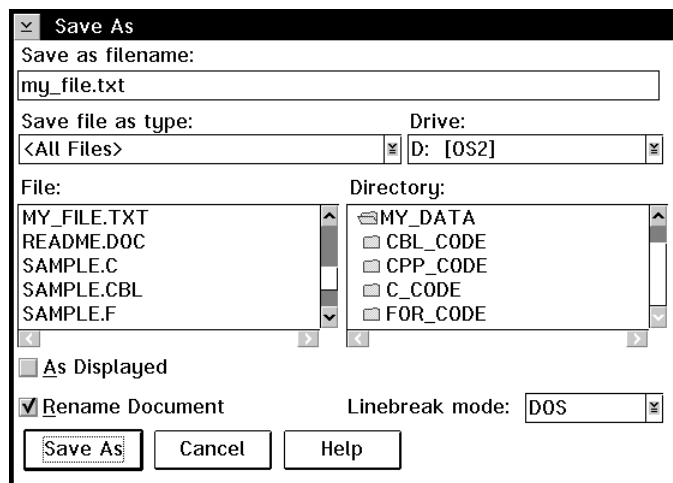 Save As
Save as filename:
my_file.txt
Save file as type: Drive:
<All Files> D: [OS2]
File: Directory:
MY_FILE.TXT MY_DATA
README.DOC CBL_CODE
SAMPLE.C CPP_CODE
SAMPLE.CBL C_CODE
SAMPLE.F FOR_CODE
As Displayed
Rename Document Linebreak mode: DOS
Save As Cancel Help